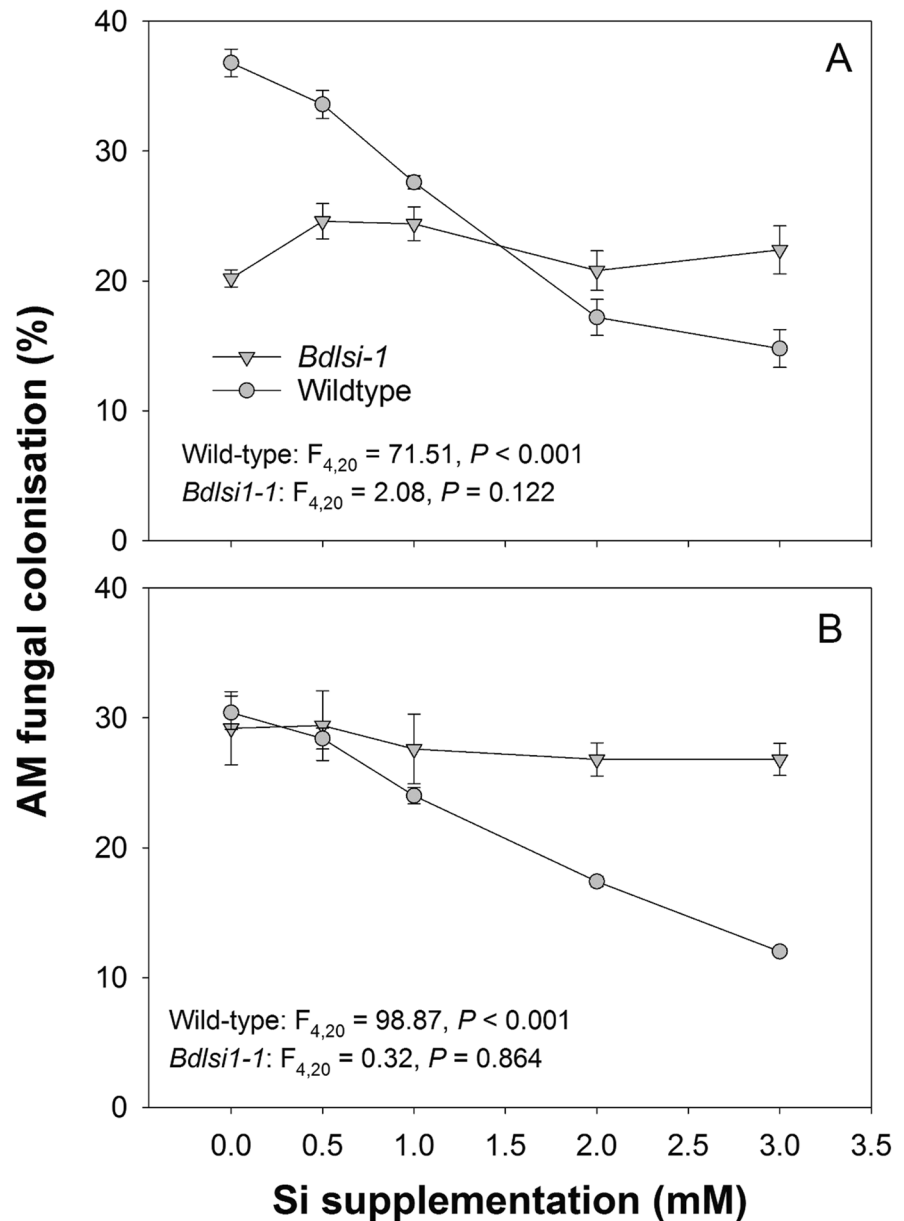 AM fungal colonisation (%)
40
30
20
10
0
A
Bdlsi-1
Wildtype
Wild-type: F4,20 = 71.51, P < 0.001
Bdlsi1-1: F4,20 = 2.08, P = 0.122
40
30
20
10
0
B
Wild-type: F4,20 = 98.87, P < 0.001
Bdlsi1-1: F4,20 = 0.32, P = 0.864
0.0 0.5 1.0 1.5 2.0 2.5 3.0 3.5
Si supplementation (mM)